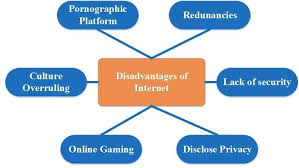 Pornographic
Platform
Redunancies
Culture
Overruling
Disadvantages of
Internet
Lack of security
Online Gaming
Disclose Privacy